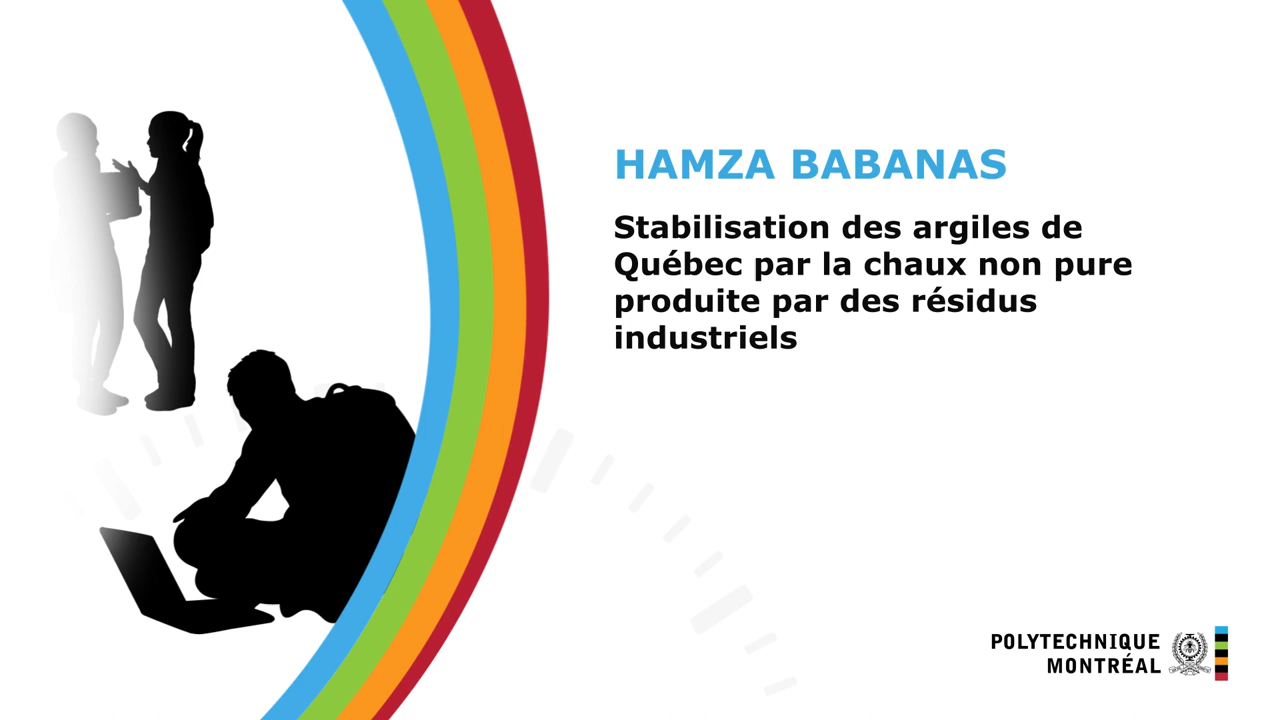 HAMZA BABANAS
Stabilisation des argiles de
Québec par la chaux non pure
produite par des résidus
industriels
POLYTECHNIQUE
MONTRÉAL